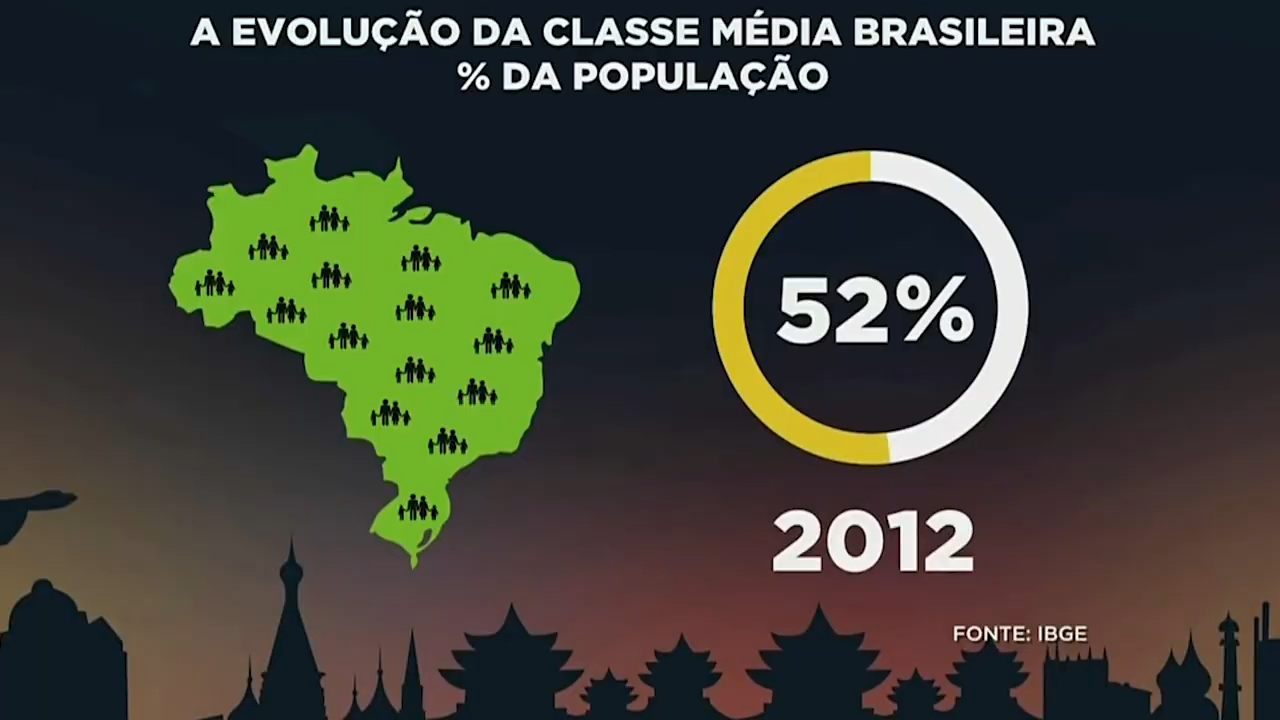 A EVOLUÇÃO DA CLASSE MÉDIA BRASILEIRA
% DA POPULAÇÃO
52%
2012
FONTE: IBGE